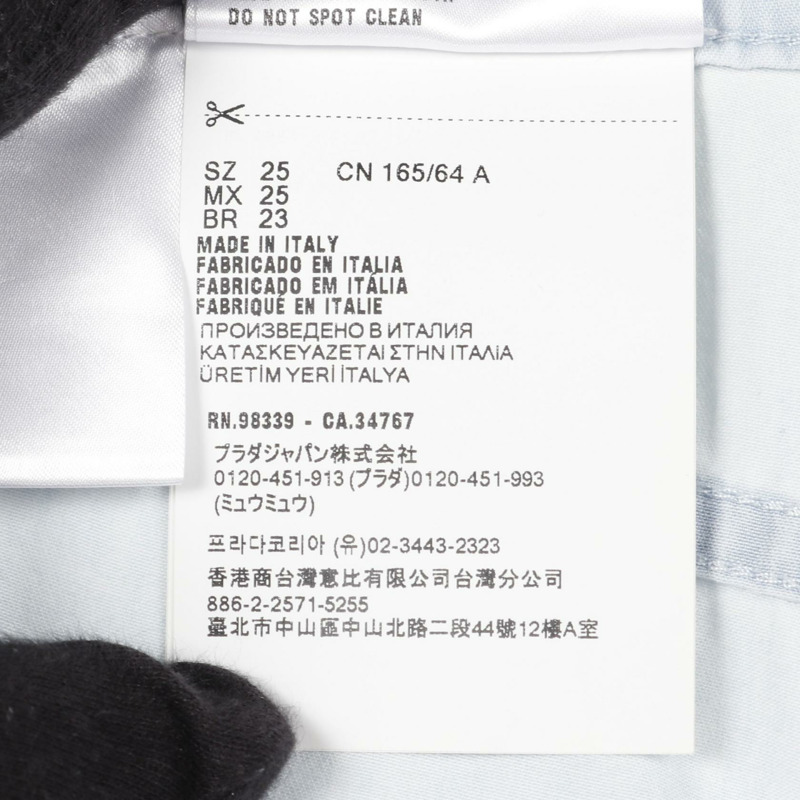 DO NOT SPOT CLEAN
SZ 25 CN 165/64 A
MX 25
BR 23
MADE IN ITALY
FABRICADO EN ITALIA
FABRICADO EM ITÁLIA
FABRIQUÉ EN ITALIE
ПРОИЗВЕДЕНО В ИТАЛИЯ
ΚΑΤΑΣΚΕΥΑΖΕΤΑΙ ΣΤΗΝ ΙΤΑΛΙΑ
ÜRETİM YERİ İTALYA
RN.98339 - CA.34767
プラダジャパン株式会社
0120-451-913 (プラダ)0120-451-993
(ミュウミュウ)
프라다코리아 (유)02-3443-2323
香港商台灣意比有限公司台灣分公司
886-2-2571-5255
臺北市中山區中山北路二段44號12樓A室